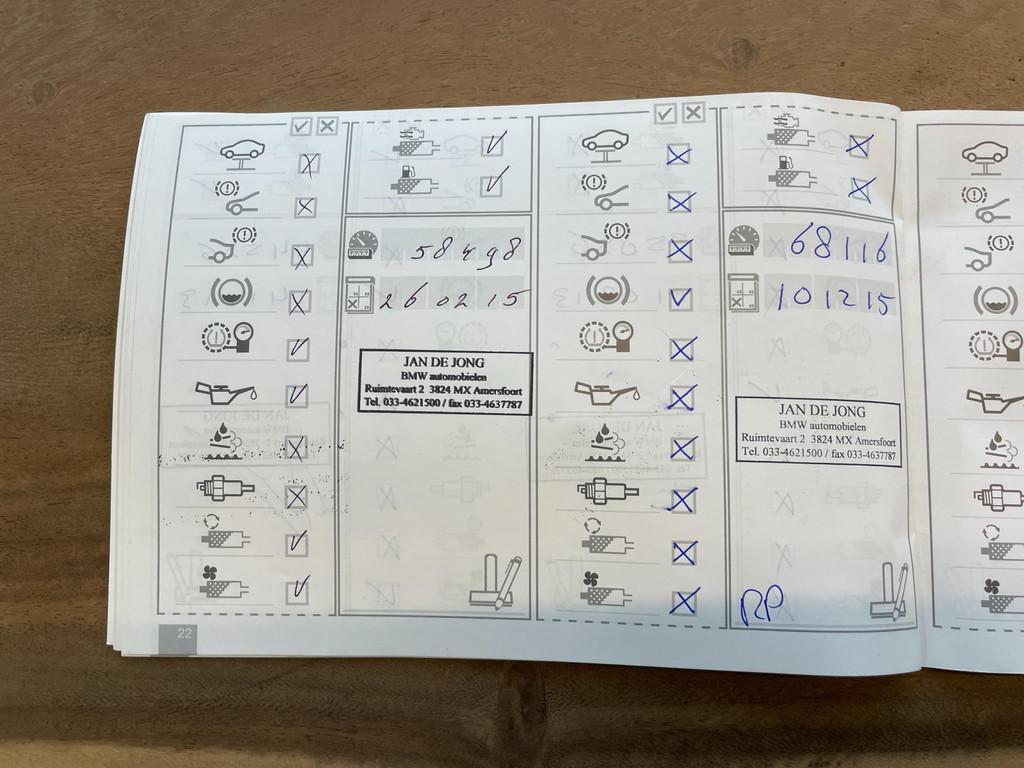 58498
260215
JAN DE JONG
BMW automobielen
Ruimtevaart 2 3824 MX Amersfoort
Tel. 033-4621500 / fax 033-4637787
68116
101215
JAN DE JONG
BMW automobielen
Ruimtevaart 2 3824 MX Amersfoort
Tel. 033-4621500 / fax 033-4637787
RP
22